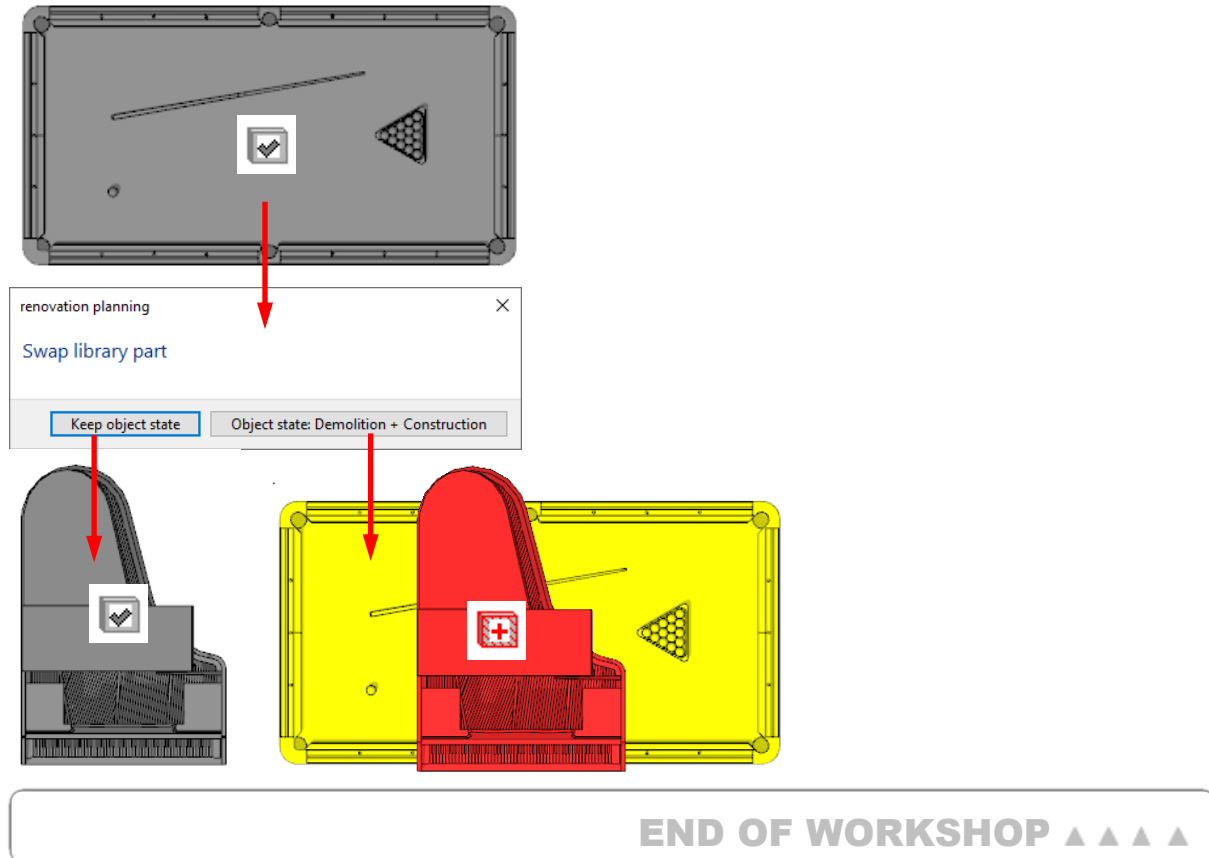 renovation planning
Swap library part
Keep object state
Object state: Demolition + Construction
END OF WORKSHOP